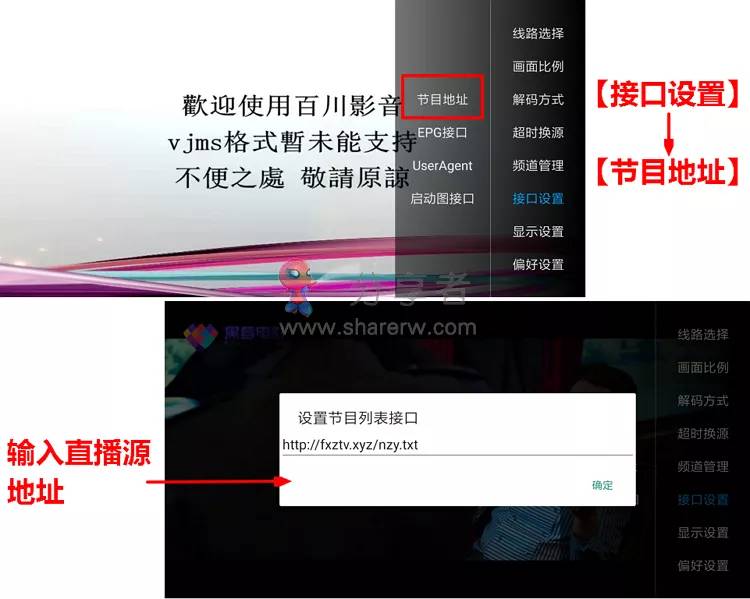 歡迎使用百川影音
vjms格式暫未能支持
不便之處 敬請原諒
节目地址
EPG接口
UserAgent
启动图接口
线路选择
画面比例
解码方式
超时换源
频道管理
接口设置
显示设置
偏好设置
【接口设置】
【节目地址】
分享者
www.sharerw.com
线路选择
画面比例
解码方式
超时换源
频道管理
接口设置
显示设置
偏好设置
设置节目列表接口
http://fxztv.xyz/nzy.txt
确定
输入直播源
地址